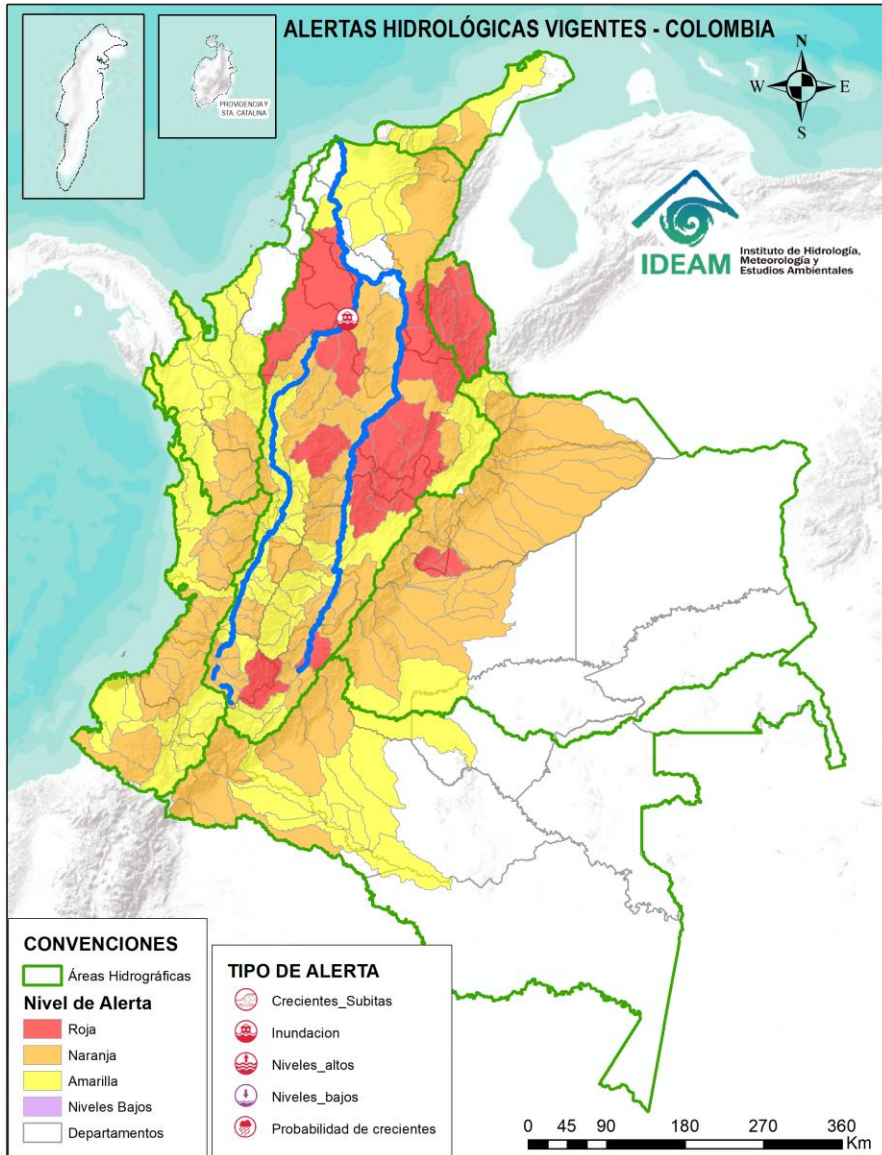 ALERTAS HIDROLÓGICAS VIGENTES - COLOMBIA
PROVIDENCIA Y
STA. CATALINA
N
W
E
S
IDEAM
Instituto de Hidrología,
Meteorología y
Estudios Ambientales
CONVENCIONES
Áreas Hidrográficas
Nivel de Alerta
Roja
Naranja
Amarilla
Niveles Bajos
Departamentos
TIPO DE ALERTA
Crecientes_Subitas
Inundacion
Niveles_altos
Niveles_bajos
Probabilidad de crecientes
0 45 90 180 270 360
Km